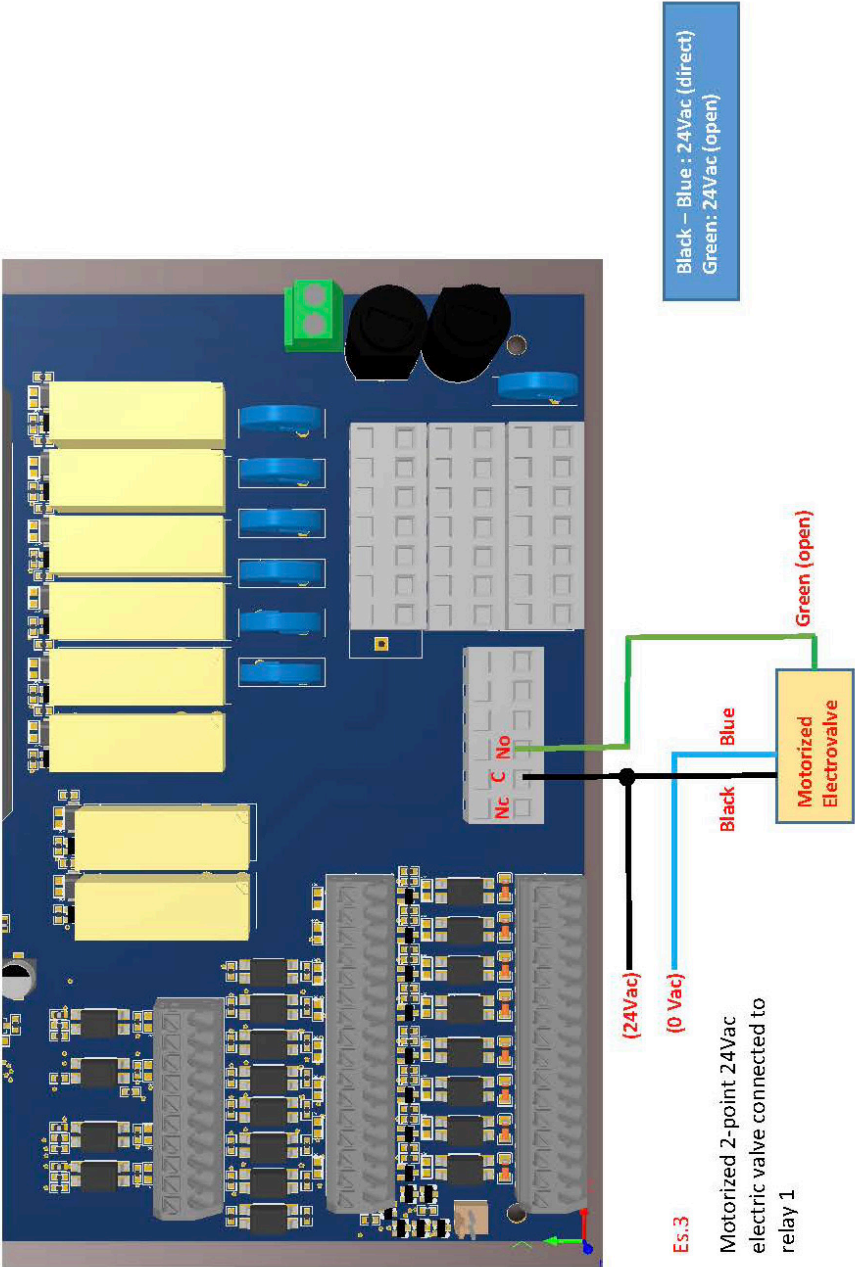 Nc C No
(24Vac)
(0 Vac)
Black
Blue
Green (open)
Motorized
Electrovalve
Es.3
Motorized 2-point 24Vac
electric valve connected to
relay 1
Black – Blue : 24Vac (direct)
Green: 24Vac (open)